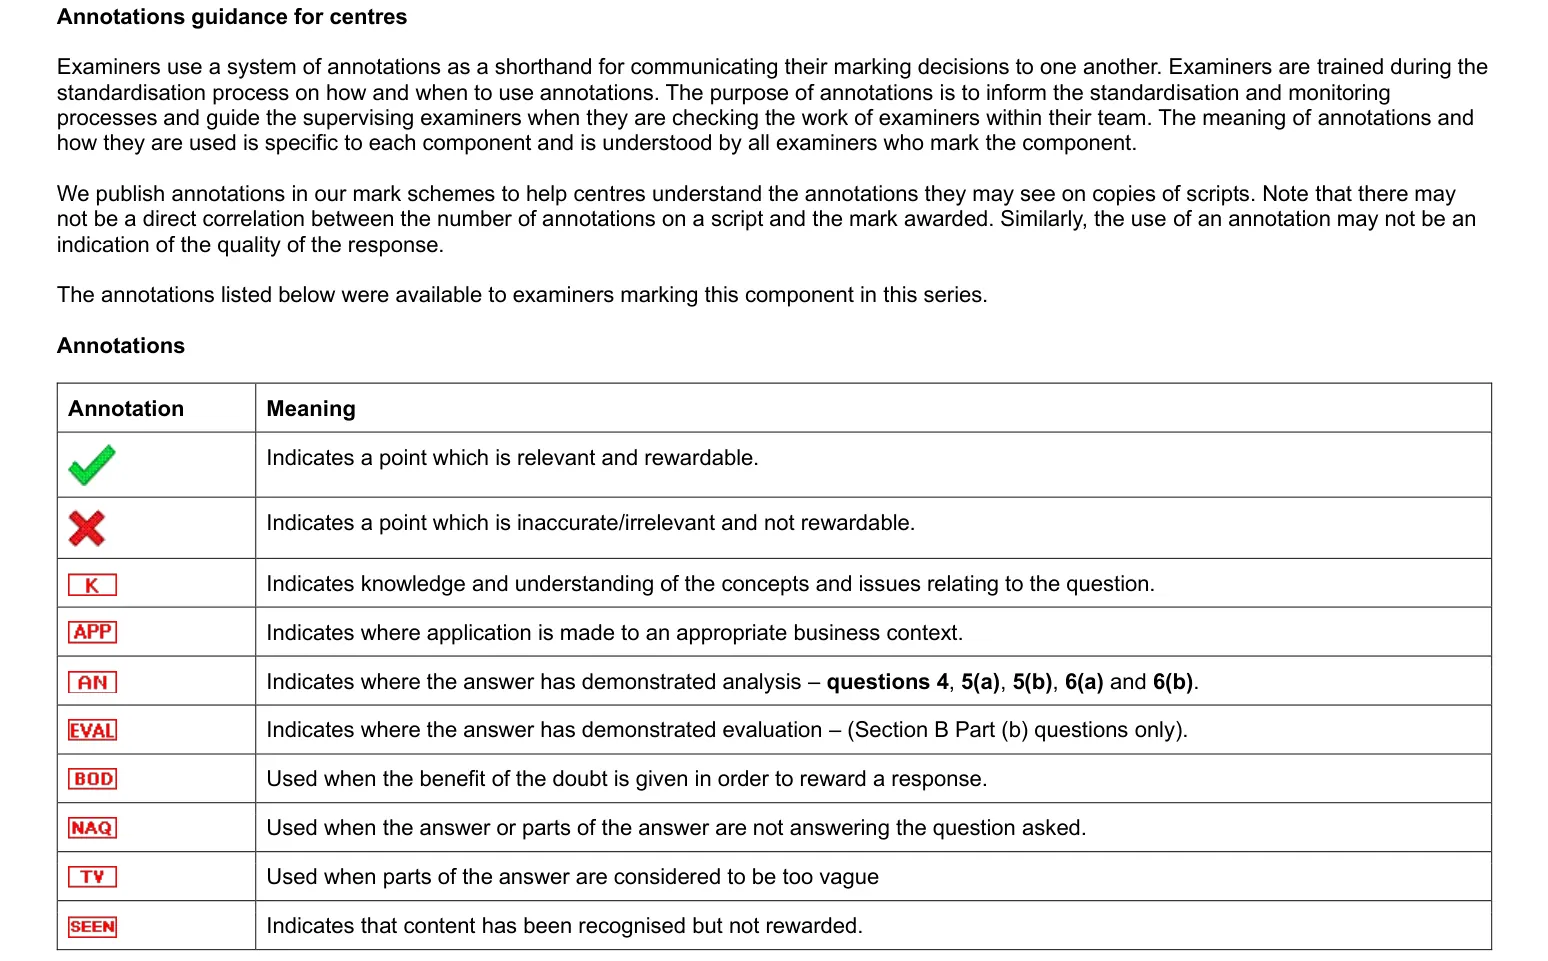 Annotations guidance for centres
Examiners use a system of annotations as a shorthand for communicating their marking decisions to one another. Examiners are trained during the
standardisation process on how and when to use annotations. The purpose of annotations is to inform the standardisation and monitoring
processes and guide the supervising examiners when they are checking the work of examiners within their team. The meaning of annotations and
how they are used is specific to each component and is understood by all examiners who mark the component.
We publish annotations in our mark schemes to help centres understand the annotations they may see on copies of scripts. Note that there may
not be a direct correlation between the number of annotations on a script and the mark awarded. Similarly, the use of an annotation may not be an
indication of the quality of the response.
The annotations listed below were available to examiners marking this component in this series.
Annotations
Annotation Meaning
Indicates a point which is relevant and rewardable.
Indicates a point which is inaccurate/irrelevant and not rewardable.
K Indicates knowledge and understanding of the concepts and issues relating to the question.
APP Indicates where application is made to an appropriate business context.
AN Indicates where the answer has demonstrated analysis – questions 4, 5(a), 5(b), 6(a) and 6(b).
EVAL Indicates where the answer has demonstrated evaluation – (Section B Part (b) questions only).
BOD Used when the benefit of the doubt is given in order to reward a response.
NAQ Used when the answer or parts of the answer are not answering the question asked.
TV Used when parts of the answer are considered to be too vague
SEEN Indicates that content has been recognised but not rewarded.